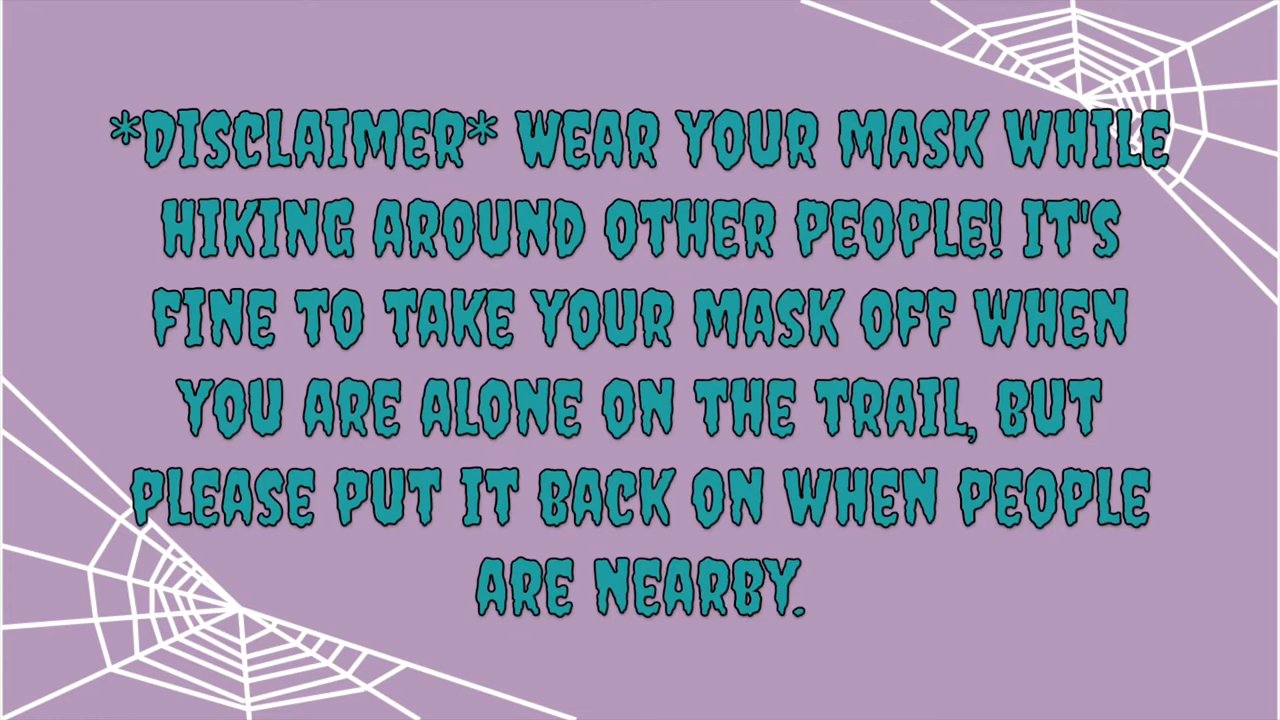 *DISCLAIMER* WEAR YOUR MASK WHILE
HIKING AROUND OTHER PEOPLE! IT'S
FINE TO TAKE YOUR MASK OFF WHEN
YOU ARE ALONE ON THE TRAIL, BUT
PLEASE PUT IT BACK ON WHEN PEOPLE
ARE NEARBY.